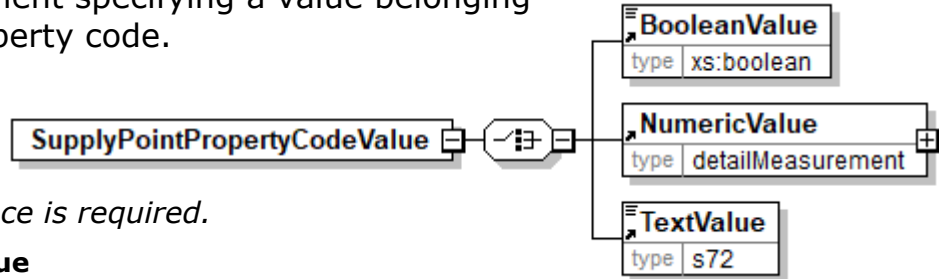 ment specifying a value belonging
perty code.
BooleanValue
type xs:boolean
SupplyPointPropertyCodeValue
NumericValue
type detailMeasurement
ce is required.
TextValue
type s72
ue